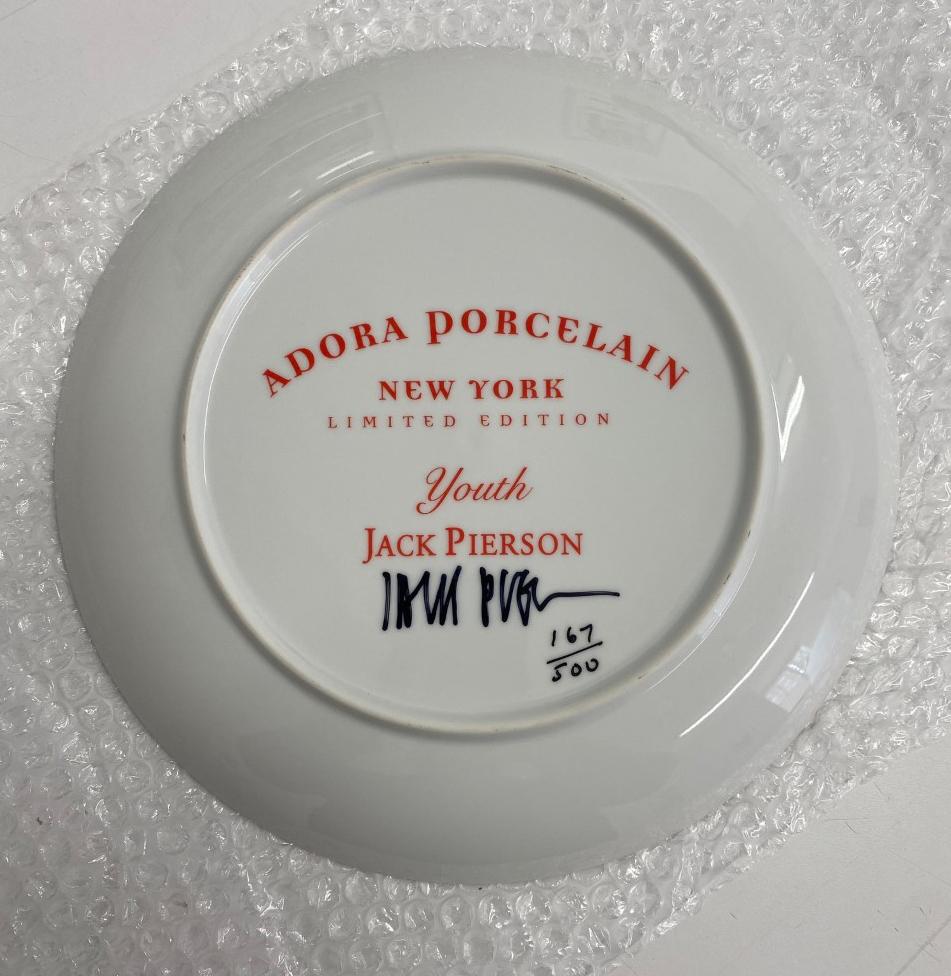 ADORA PORCELAIN
NEW YORK
LIMITED EDITION
Youth
JACK PIERSON
167
500